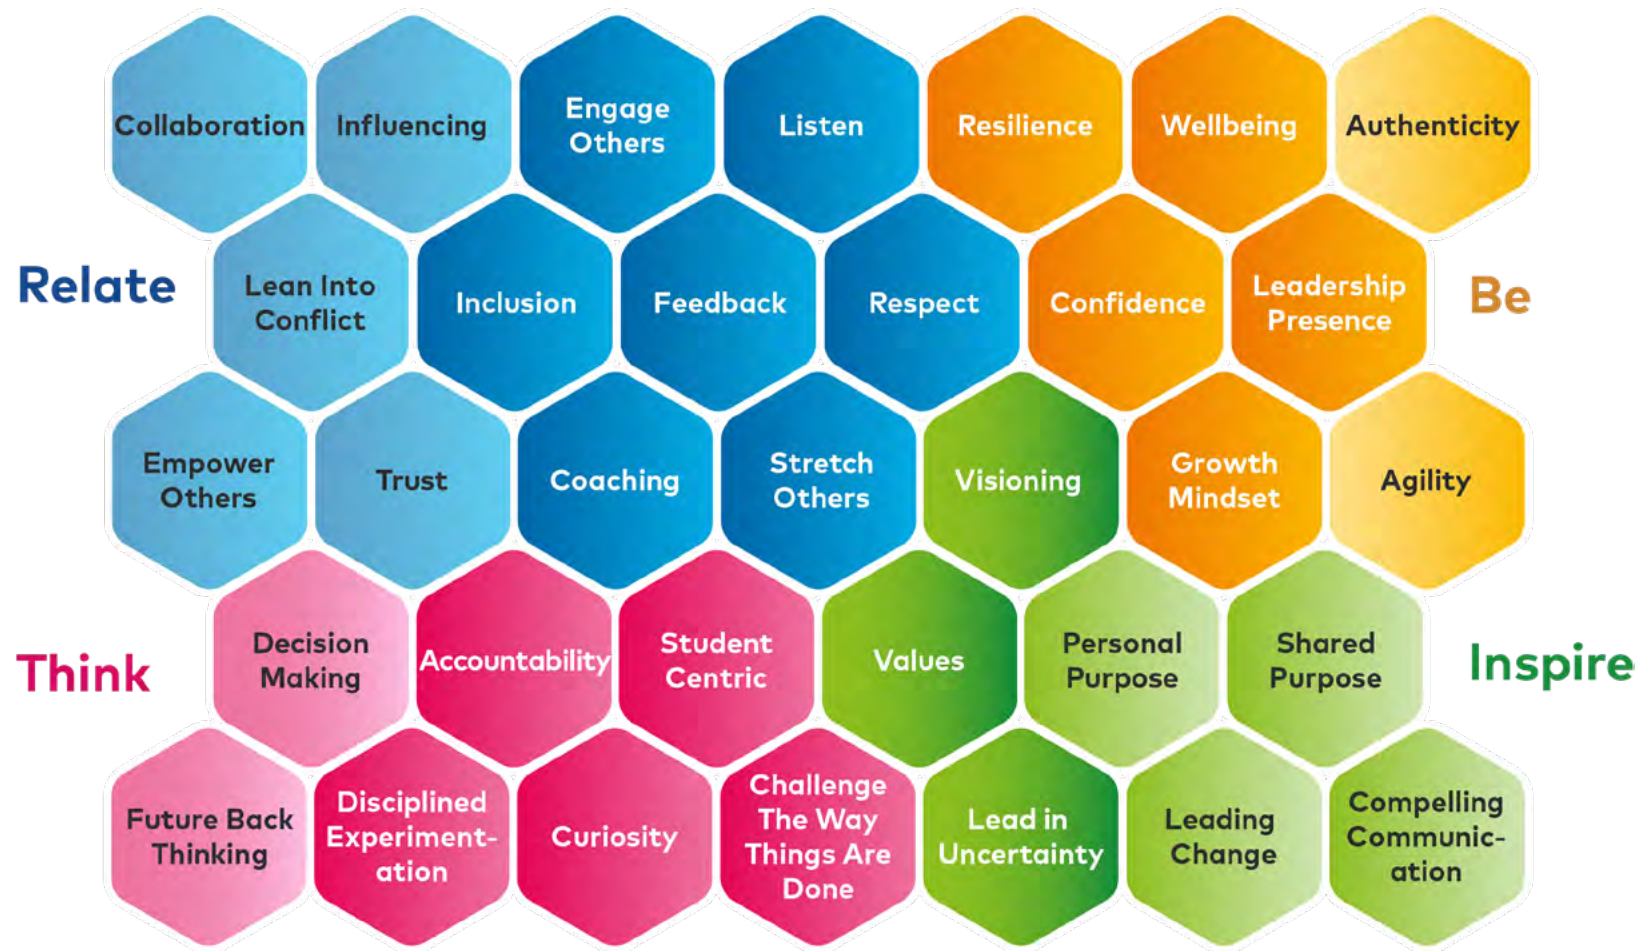 Collaboration
Influencing
Engage
Others
Listen
Resilience
Wellbeing
Authenticity
Relate
Lean Into
Conflict
Inclusion
Feedback
Respect
Confidence
Leadership
Presence
Be
Empower
Others
Trust
Coaching
Stretch
Others
Visioning
Growth
Mindset
Agility
Think
Decision
Making
Accountability
Student
Centric
Values
Personal
Purpose
Shared
Purpose
Inspire
Future Back
Thinking
Disciplined
Experiment-
ation
Curiosity
Challenge
The Way
Things Are
Done
Lead in
Uncertainty
Leading
Change
Compelling
Communic-
ation